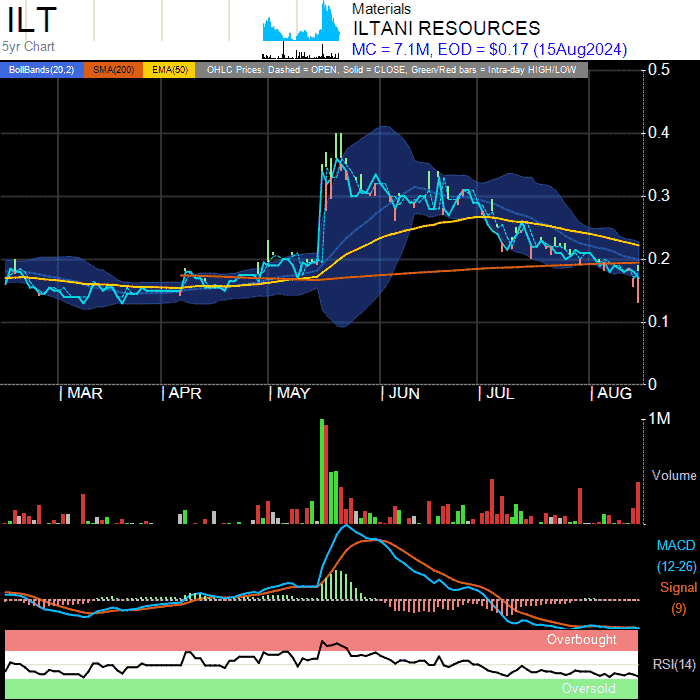 ILT
5yr Chart
Materials
ILTANI RESOURCES
MC = 7.1M, EOD = $0.17 (15Aug2024)
BollBands(20,2) SMA(200) EMA(50) OHLC Prices: Dashed = OPEN, Solid = CLOSE, Green/Red bars = Intra-day HIGH/LOW
0.5
0.4
0.3
0.2
0.1
0
| MAR | APR | MAY | JUN | JUL | AUG
1M
Volume
MACD
(12-26)
Signal
(9)
Overbought
RSI(14)
Oversold